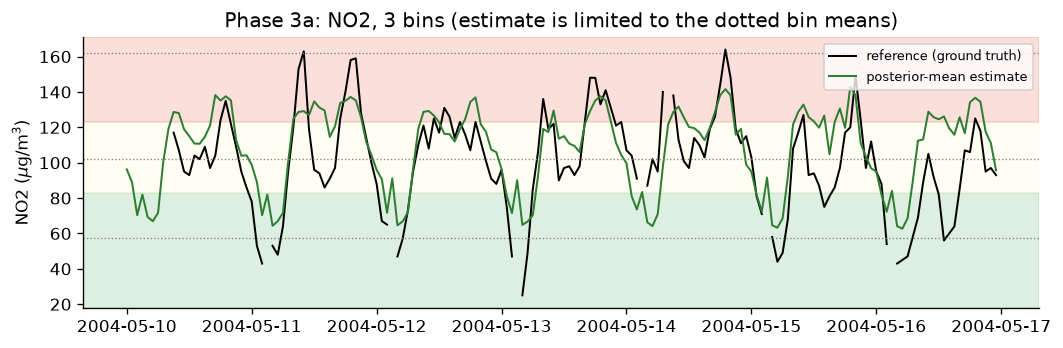 Phase 3a: NO2, 3 bins (estimate is limited to the dotted bin means)
reference (ground truth)
posterior-mean estimate
NO2 (μg/m³)
160
140
120
100
80
60
40
20
2004-05-10 2004-05-11 2004-05-12 2004-05-13 2004-05-14 2004-05-15 2004-05-16 2004-05-17